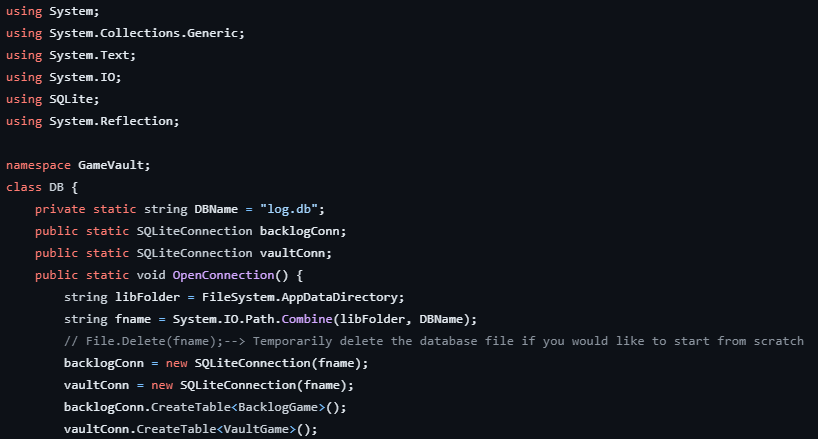 using System;
using System.Collections.Generic;
using System.Text;
using System.IO;
using SQLite;
using System.Reflection;

namespace GameVault;
class DB {
    private static string DBName = "log.db";
    public static SQLiteConnection backlogConn;
    public static SQLiteConnection vaultConn;
    public static void OpenConnection() {
        string libFolder = FileSystem.AppDataDirectory;
        string fname = System.IO.Path.Combine(libFolder, DBName);
        // File.Delete(fname);--> Temporarily delete the database file if you would like to start from scratch
        backlogConn = new SQLiteConnection(fname);
        vaultConn = new SQLiteConnection(fname);
        backlogConn.CreateTable<BacklogGame>();
        vaultConn.CreateTable<VaultGame>();